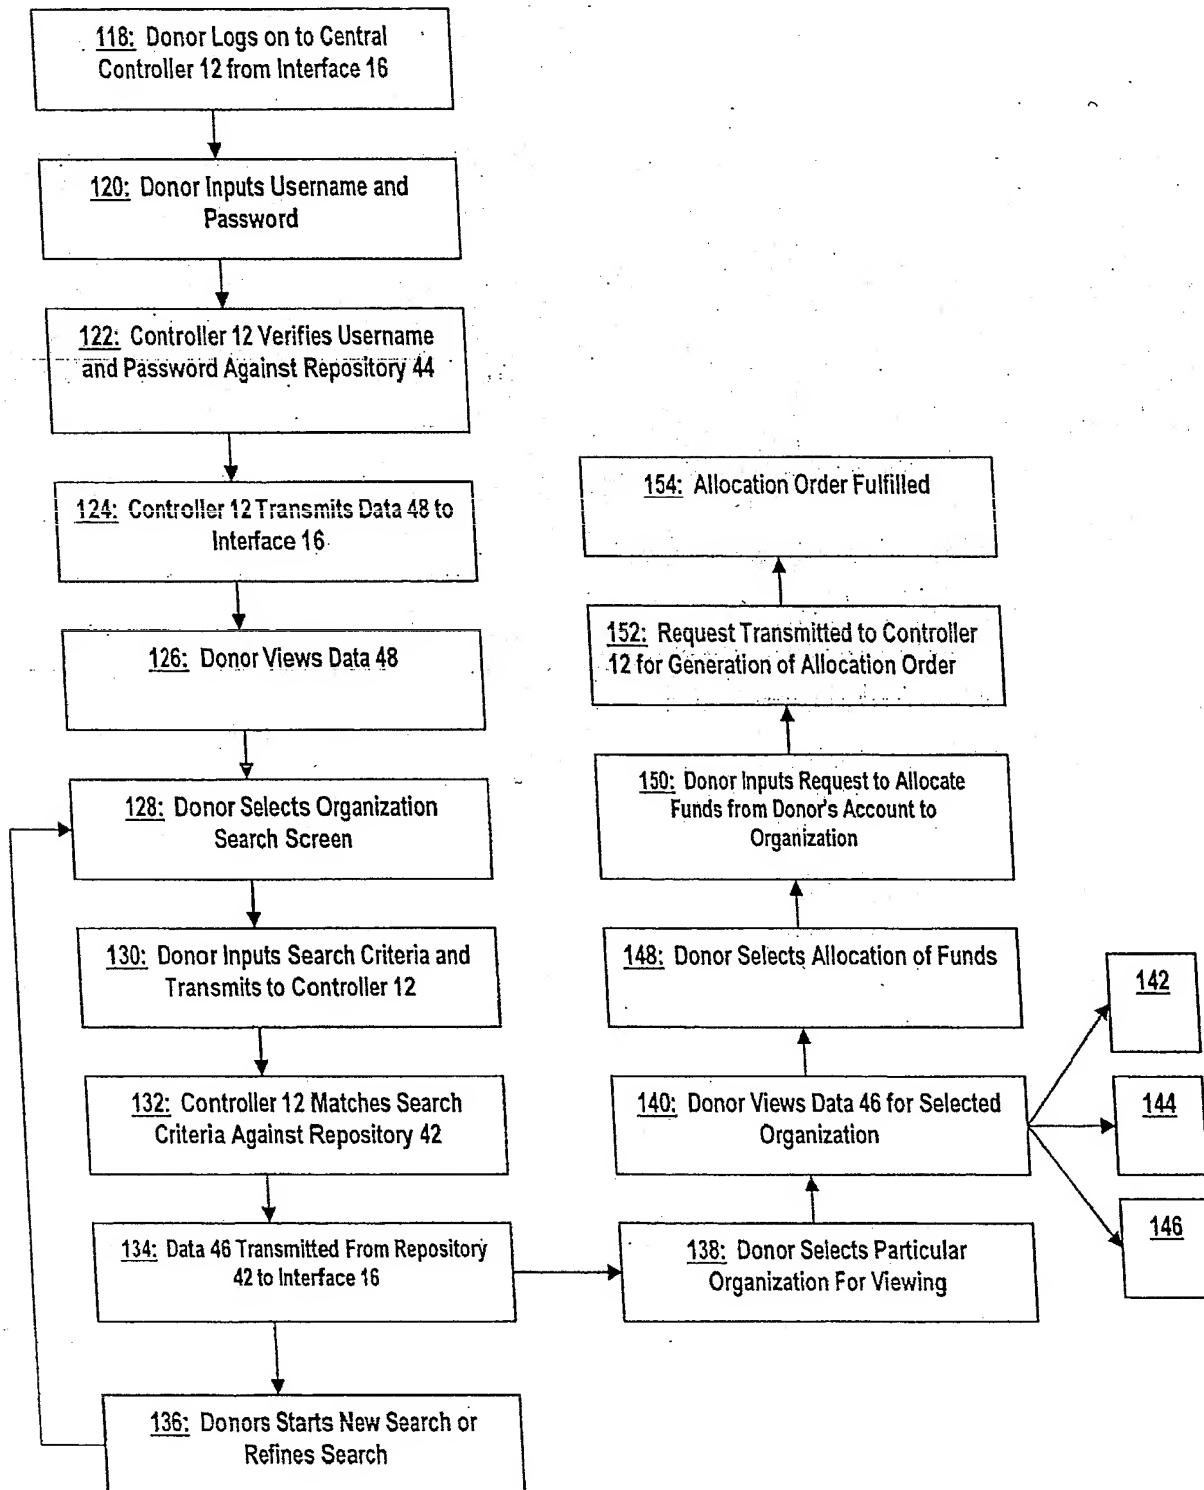 118: Donor Logs on to Central
Controller 12 from Interface 16
120: Donor Inputs Username and
Password
122: Controller 12 Verifies Username
and Password Against Repository 44
124: Controller 12 Transmits Data 48 to
Interface 16
126: Donor Views Data 48
128: Donor Selects Organization
Search Screen
130: Donor Inputs Search Criteria and
Transmits to Controller 12
132: Controller 12 Matches Search
Criteria Against Repository 42
134: Data 46 Transmitted From Repository
42 to Interface 16
136: Donors Starts New Search or
Refines Search
138: Donor Selects Particular
Organization For Viewing
140: Donor Views Data 46 for Selected
Organization
142
144
146
148: Donor Selects Allocation of Funds
150: Donor Inputs Request to Allocate
Funds from Donor's Account to
Organization
152: Request Transmitted to Controller
12 for Generation of Allocation Order
154: Allocation Order Fulfilled